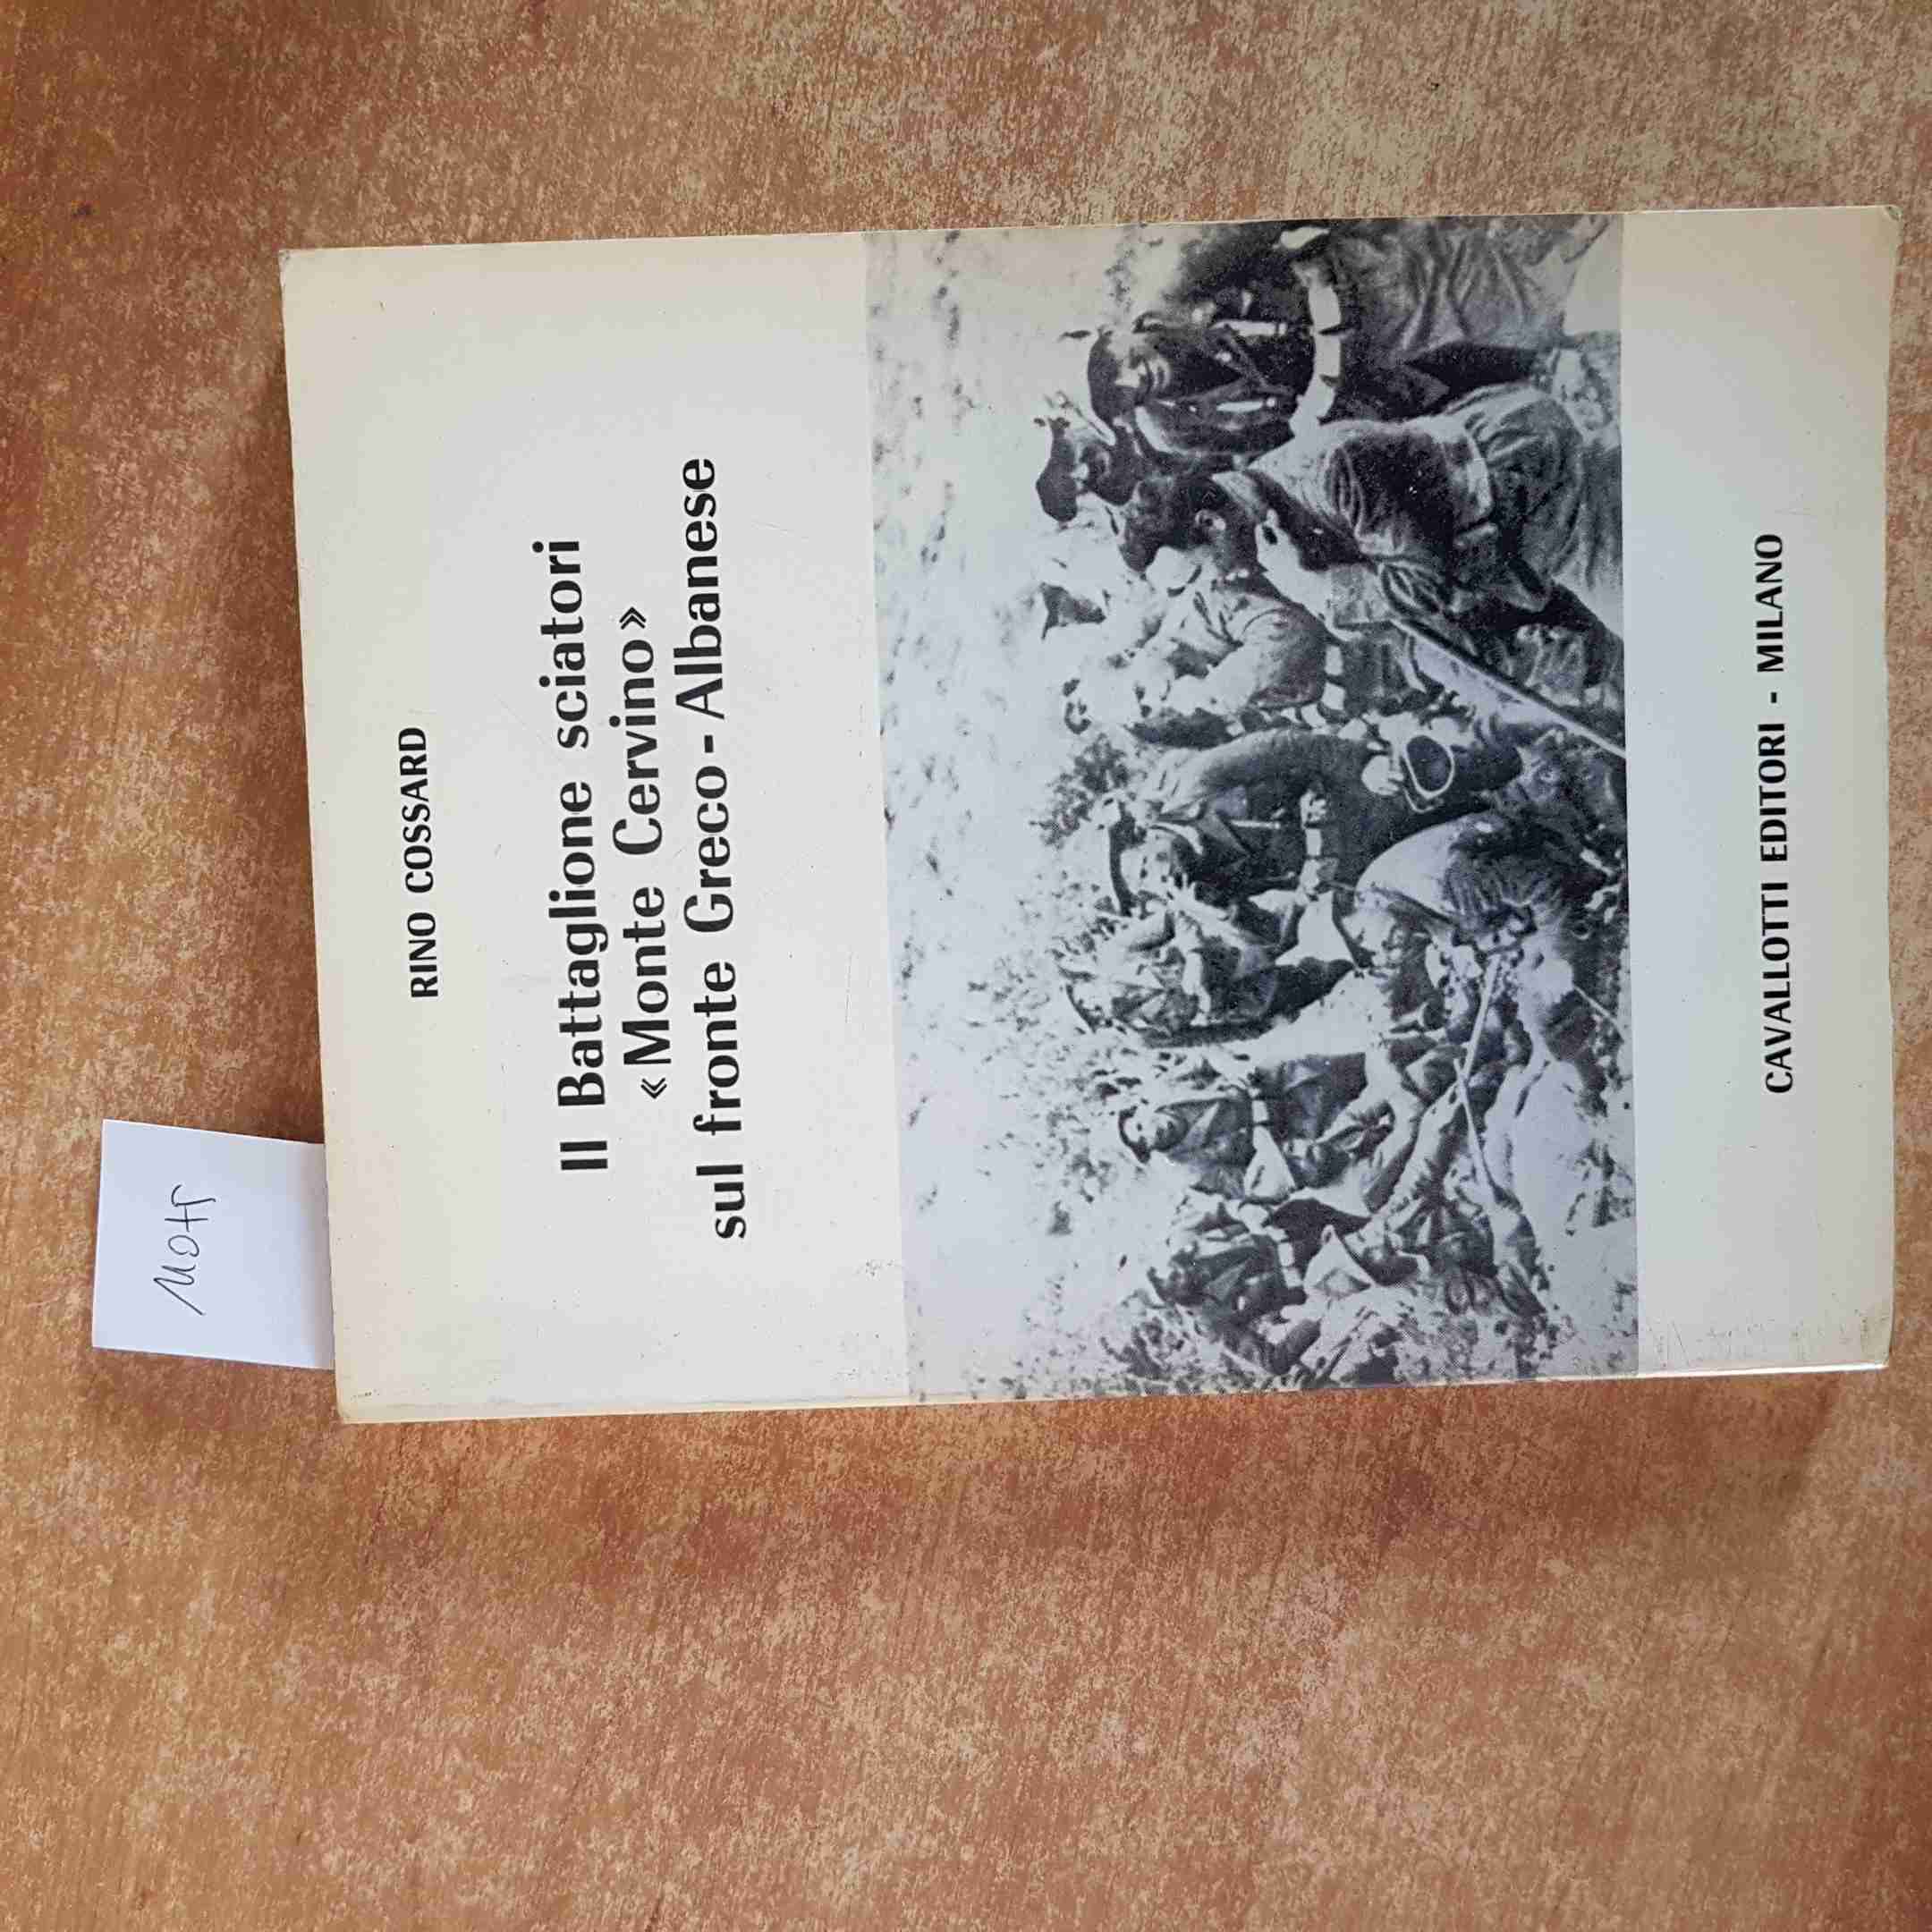 RINO COSSARD
Il Battaglione sciatori
«Monte Cervino»
sul fronte Greco-Albanese
CAVALLOTTI EDITORI - MILANO